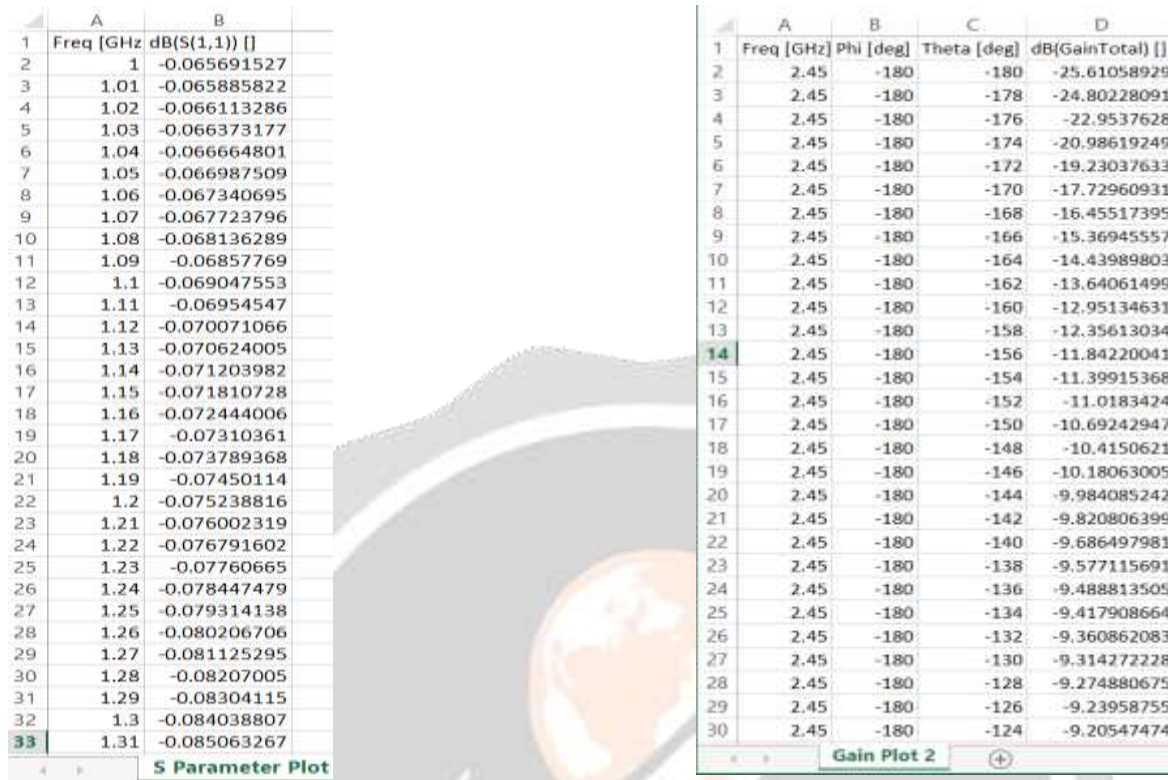 A B
1 Freq [GHz dB(S(1,1)) []
2 1 -0.065691527
3 1.01 -0.065885822
4 1.02 -0.066113286
5 1.03 -0.066373177
6 1.04 -0.066664801
7 1.05 -0.066987509
8 1.06 -0.067340695
9 1.07 -0.067723796
10 1.08 -0.068136289
11 1.09 -0.06857769
12 1.1 -0.069047553
13 1.11 -0.06954547
14 1.12 -0.070071066
15 1.13 -0.070624005
16 1.14 -0.071203982
17 1.15 -0.071810728
18 1.16 -0.072444006
19 1.17 -0.07310361
20 1.18 -0.073789368
21 1.19 -0.07450114
22 1.2 -0.075238816
23 1.21 -0.076002319
24 1.22 -0.076791602
25 1.23 -0.07760665
26 1.24 -0.078447479
27 1.25 -0.079314138
28 1.26 -0.080206706
29 1.27 -0.081125295
30 1.28 -0.08207005
31 1.29 -0.08304115
32 1.3 -0.084038807
33 1.31 -0.085063267
S Parameter Plot
A B C D
1 Freq [GHz] Phi [deg] Theta [deg] dB(GainTotal) []
2 2.45 -180 -180 -25.61058929
3 2.45 -180 -178 -24.80228091
4 2.45 -180 -176 -22.9537628
5 2.45 -180 -174 -20.98619249
6 2.45 -180 -172 -19.23037633
7 2.45 -180 -170 -17.72960931
8 2.45 -180 -168 -16.45517395
9 2.45 -180 -166 -15.36945557
10 2.45 -180 -164 -14.43989803
11 2.45 -180 -162 -13.64061499
12 2.45 -180 -160 -12.95134631
13 2.45 -180 -158 -12.35613034
14 2.45 -180 -156 -11.84220041
15 2.45 -180 -154 -11.39915368
16 2.45 -180 -152 -11.0183424
17 2.45 -180 -150 -10.69242947
18 2.45 -180 -148 -10.4150621
19 2.45 -180 -146 -10.18063005
20 2.45 -180 -144 -9.984085242
21 2.45 -180 -142 -9.820806399
22 2.45 -180 -140 -9.686497981
23 2.45 -180 -138 -9.577115691
24 2.45 -180 -136 -9.488813505
25 2.45 -180 -134 -9.417908664
26 2.45 -180 -132 -9.360862083
27 2.45 -180 -130 -9.314272228
28 2.45 -180 -128 -9.274880675
29 2.45 -180 -126 -9.23958755
30 2.45 -180 -124 -9.20547474
Gain Plot 2